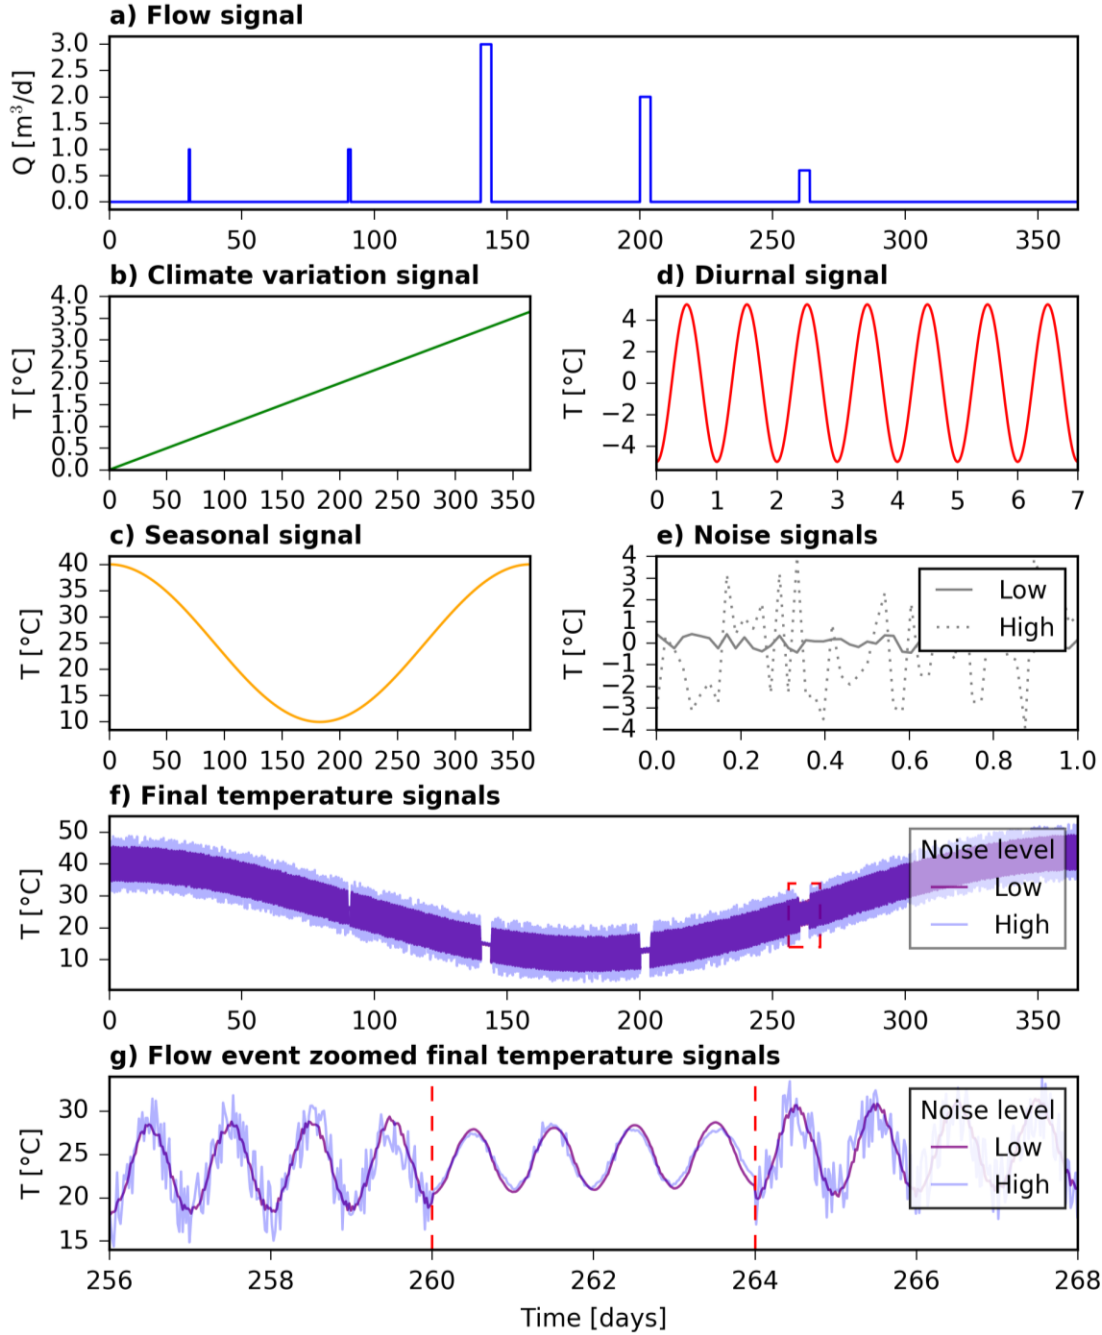 a) Flow signal
Q [m³/d]
3.0
2.5
2.0
1.5
1.0
0.5
0.0
0 50 100 150 200 250 300 350
b) Climate variation signal
T [°C]
4.0
3.5
3.0
2.5
2.0
1.5
1.0
0.5
0.0
0 50 100 150 200 250 300 350
d) Diurnal signal
T [°C]
4
2
0
−2
−4
0 1 2 3 4 5 6 7
c) Seasonal signal
T [°C]
40
35
30
25
20
15
10
0 50 100 150 200 250 300 350
e) Noise signals
T [°C]
4
3
2
1
0
−1
−2
−3
−4
Low
High
0.0 0.2 0.4 0.6 0.8 1.0
f) Final temperature signals
T [°C]
50
40
30
20
10
Noise level
Low
High
0 50 100 150 200 250 300 350
g) Flow event zoomed final temperature signals
T [°C]
30
25
20
15
Noise level
Low
High
256 258 260 262 264 266 268
Time [days]